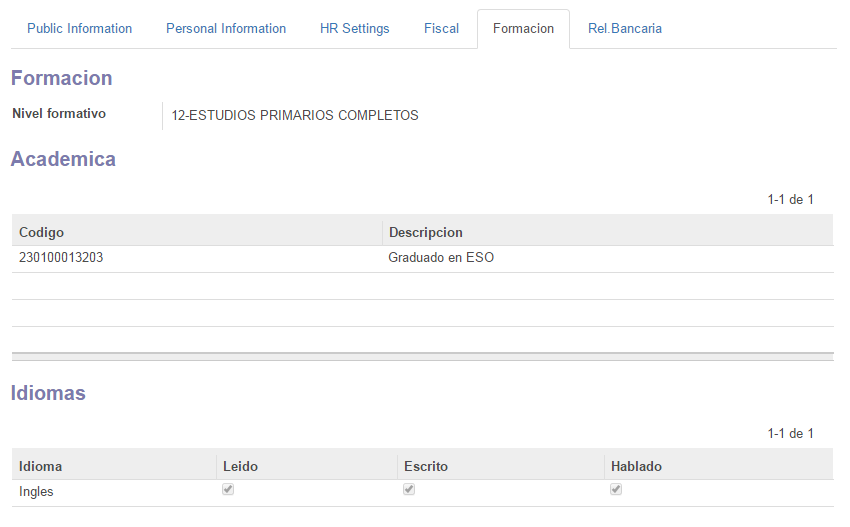 Public Information Personal Information HR Settings Fiscal Formacion Rel.Bancaria
Formacion
Nivel formativo 12-ESTUDIOS PRIMARIOS COMPLETOS
Academica
1-1 de 1
Codigo Descripcion
230100013203 Graduado en ESO
Idiomas
1-1 de 1
Idioma Leido Escrito Hablado
Ingles